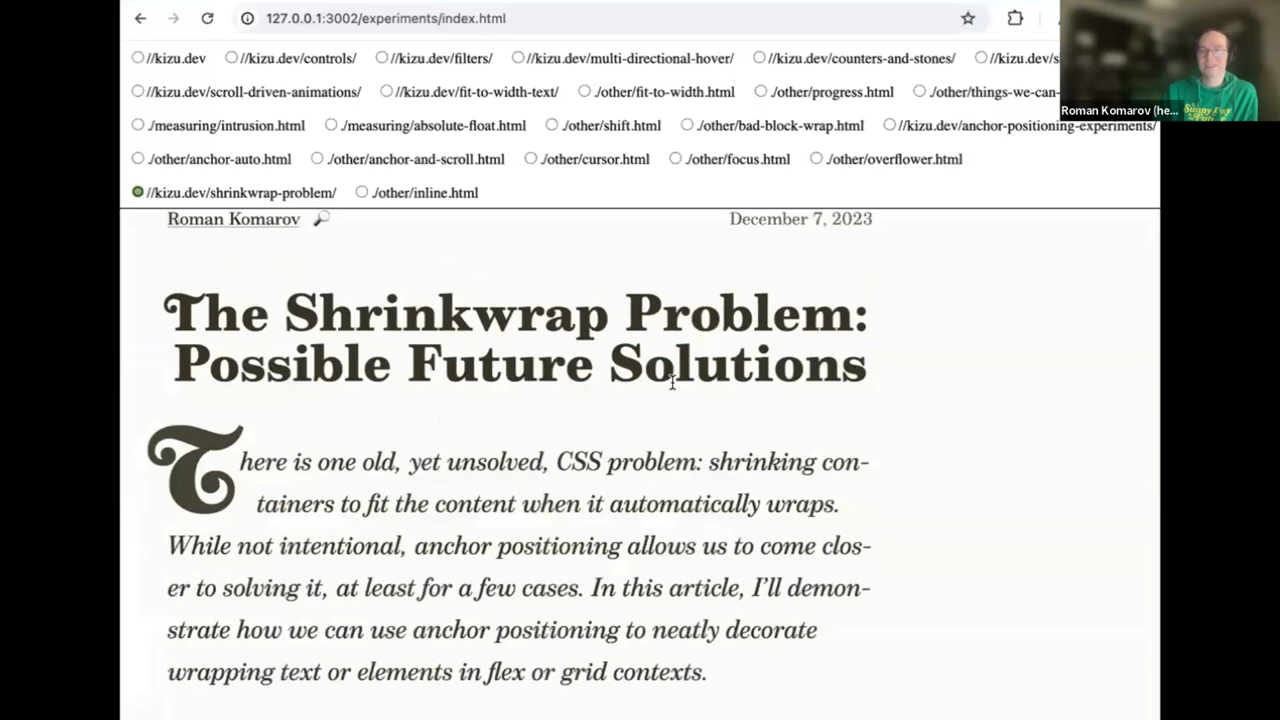 127.0.0.1:3002/experiments/index.html
//kizu.dev //kizu.dev/controls/ //kizu.dev/filters/ //kizu.dev/multi-directional-hover/ //kizu.dev/counters-and-stones/ //kizu.dev/s
//kizu.dev/scroll-driven-animations/ //kizu.dev/fit-to-width-text/ ./other/fit-to-width.html ./other/progress.html ./other/things-we-can-
Roman Komarov (he...
./measuring/intrusion.html ./measuring/absolute-float.html ./other/shift.html ./other/bad-block-wrap.html //kizu.dev/anchor-positioning-experiments/
./other/anchor-auto.html ./other/anchor-and-scroll.html ./other/cursor.html ./other/focus.html ./other/overflower.html
//kizu.dev/shrinkwrap-problem/ ./other/inline.html
Roman Komarov December 7, 2023
The Shrinkwrap Problem:
Possible Future Solutions
There is one old, yet unsolved, CSS problem: shrinking con-
tainers to fit the content when it automatically wraps.
While not intentional, anchor positioning allows us to come clos-
er to solving it, at least for a few cases. In this article, I’ll demon-
strate how we can use anchor positioning to neatly decorate
wrapping text or elements in flex or grid contexts.